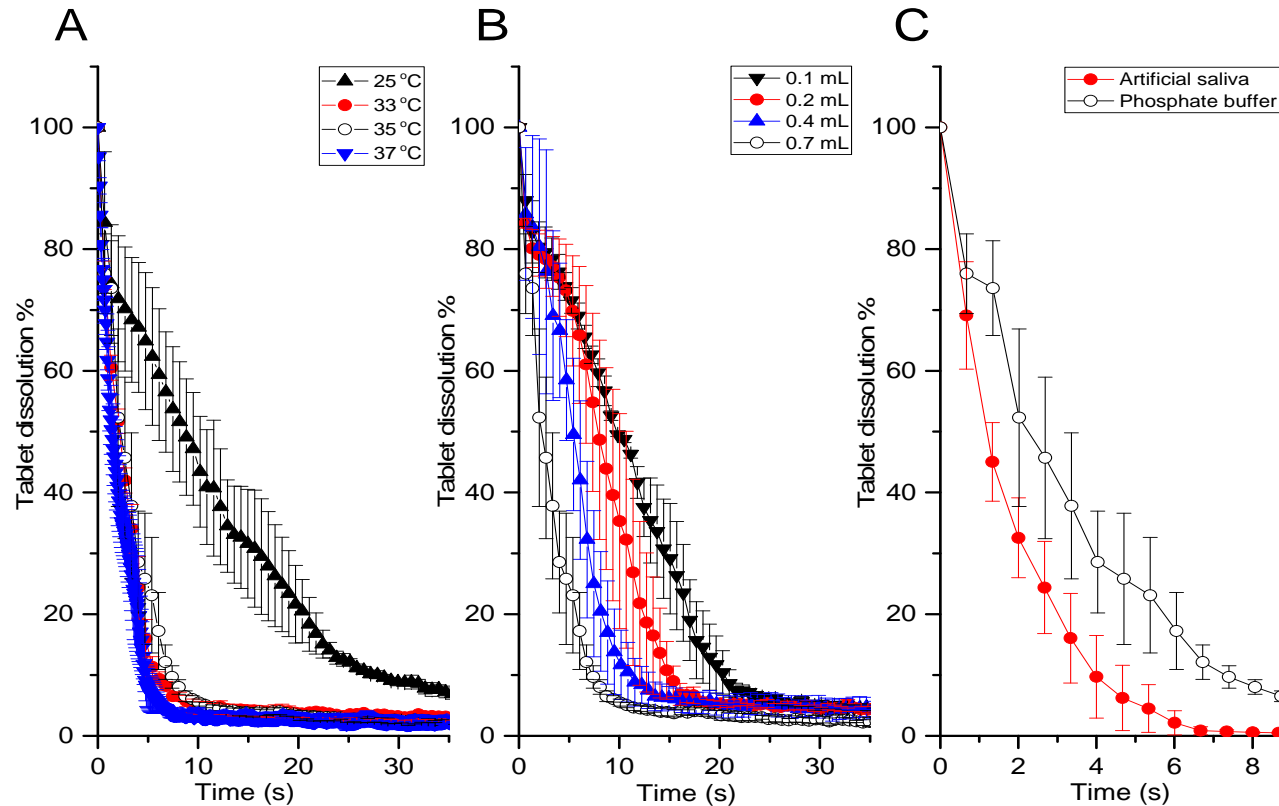 A
25 °C
33 °C
35 °C
37 °C
100
80
60
40
20
0
Tablet dissolution %
0
10
20
30
Time (s)
B
0.1 mL
0.2 mL
0.4 mL
0.7 mL
100
80
60
40
20
0
Tablet dissolution %
0
10
20
30
Time (s)
C
Artificial saliva
Phosphate buffer
100
80
60
40
20
0
Tablet dissolution %
0
2
4
6
8
Time (s)